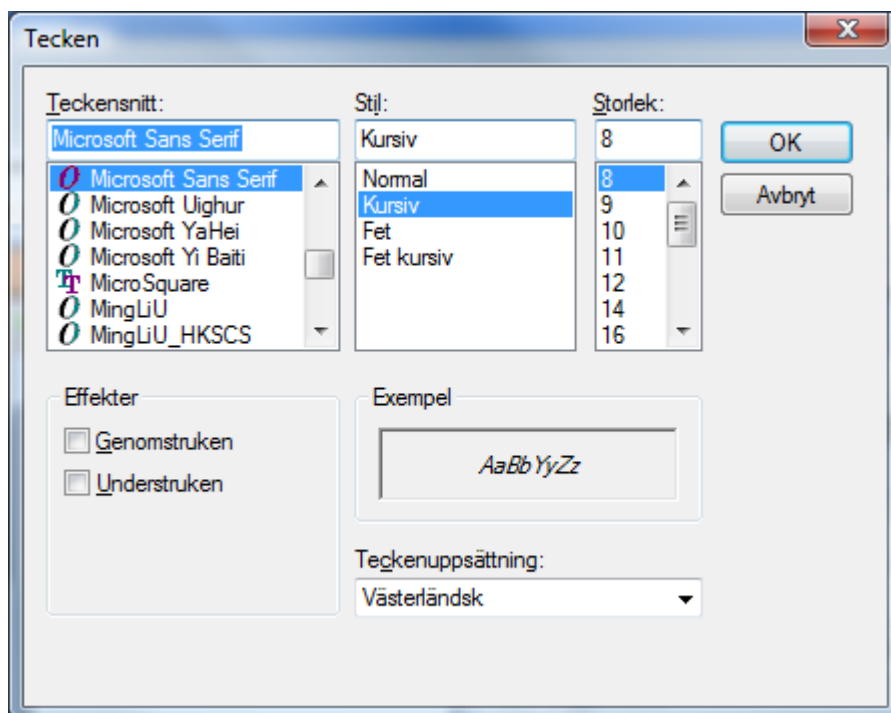 Tecken
Teckensnitt:
Microsoft Sans Serif
Microsoft Sans Serif
Microsoft Uighur
Microsoft YaHei
Microsoft Yi Baiti
MicroSquare
MingLiU
MingLiU_HKSCS
Stil:
Kursiv
Normal
Kursiv
Fet
Fet kursiv
Storlek:
8
8
9
10
11
12
14
16
OK
Avbryt
Effekter
Genomstruken
Understruken
Exempel
AaBbYyZz
Teckenuppsättning:
Västerländsk